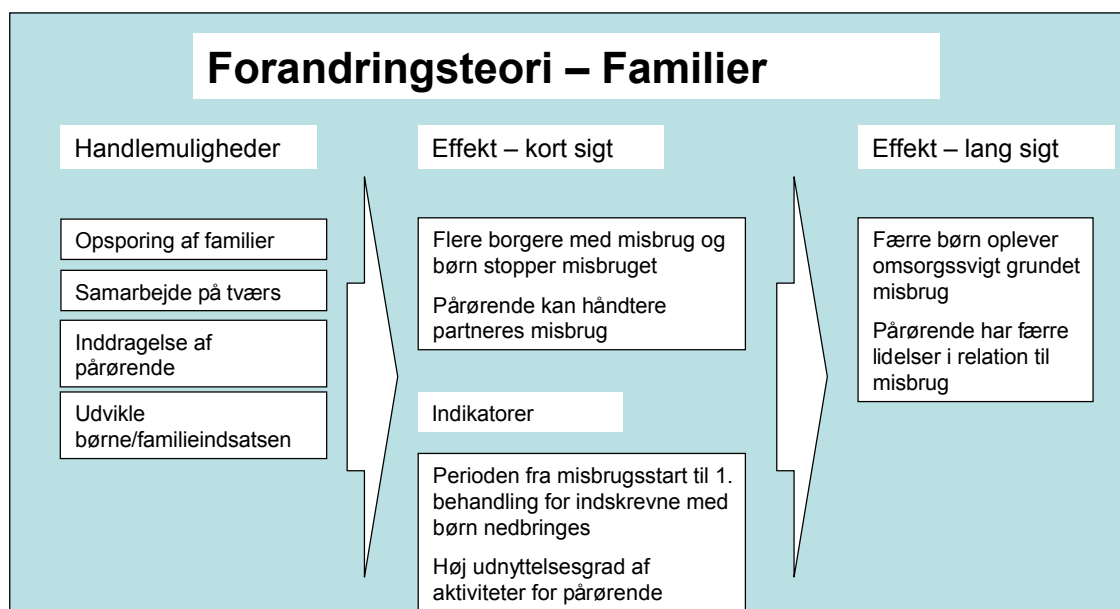 Forandringsteori – Familier
Handlemuligheder
Opsporing af familier
Samarbejde på tværs
Inddragelse af
pårørende
Udvikle
børne/familieindsatsen
Effekt – kort sigt
Flere borgere med misbrug og
børn stopper misbruget
Pårørende kan håndtere
partneres misbrug
Indikatorer
Perioden fra misbrugsstart til 1.
behandling for indskrevne med
børn nedbringes
Høj udnyttelsesgrad af
aktiviteter for pårørende
Effekt – lang sigt
Færre børn oplever
omsorgssvigt grundet
misbrug
Pårørende har færre
lidelser i relation til
misbrug